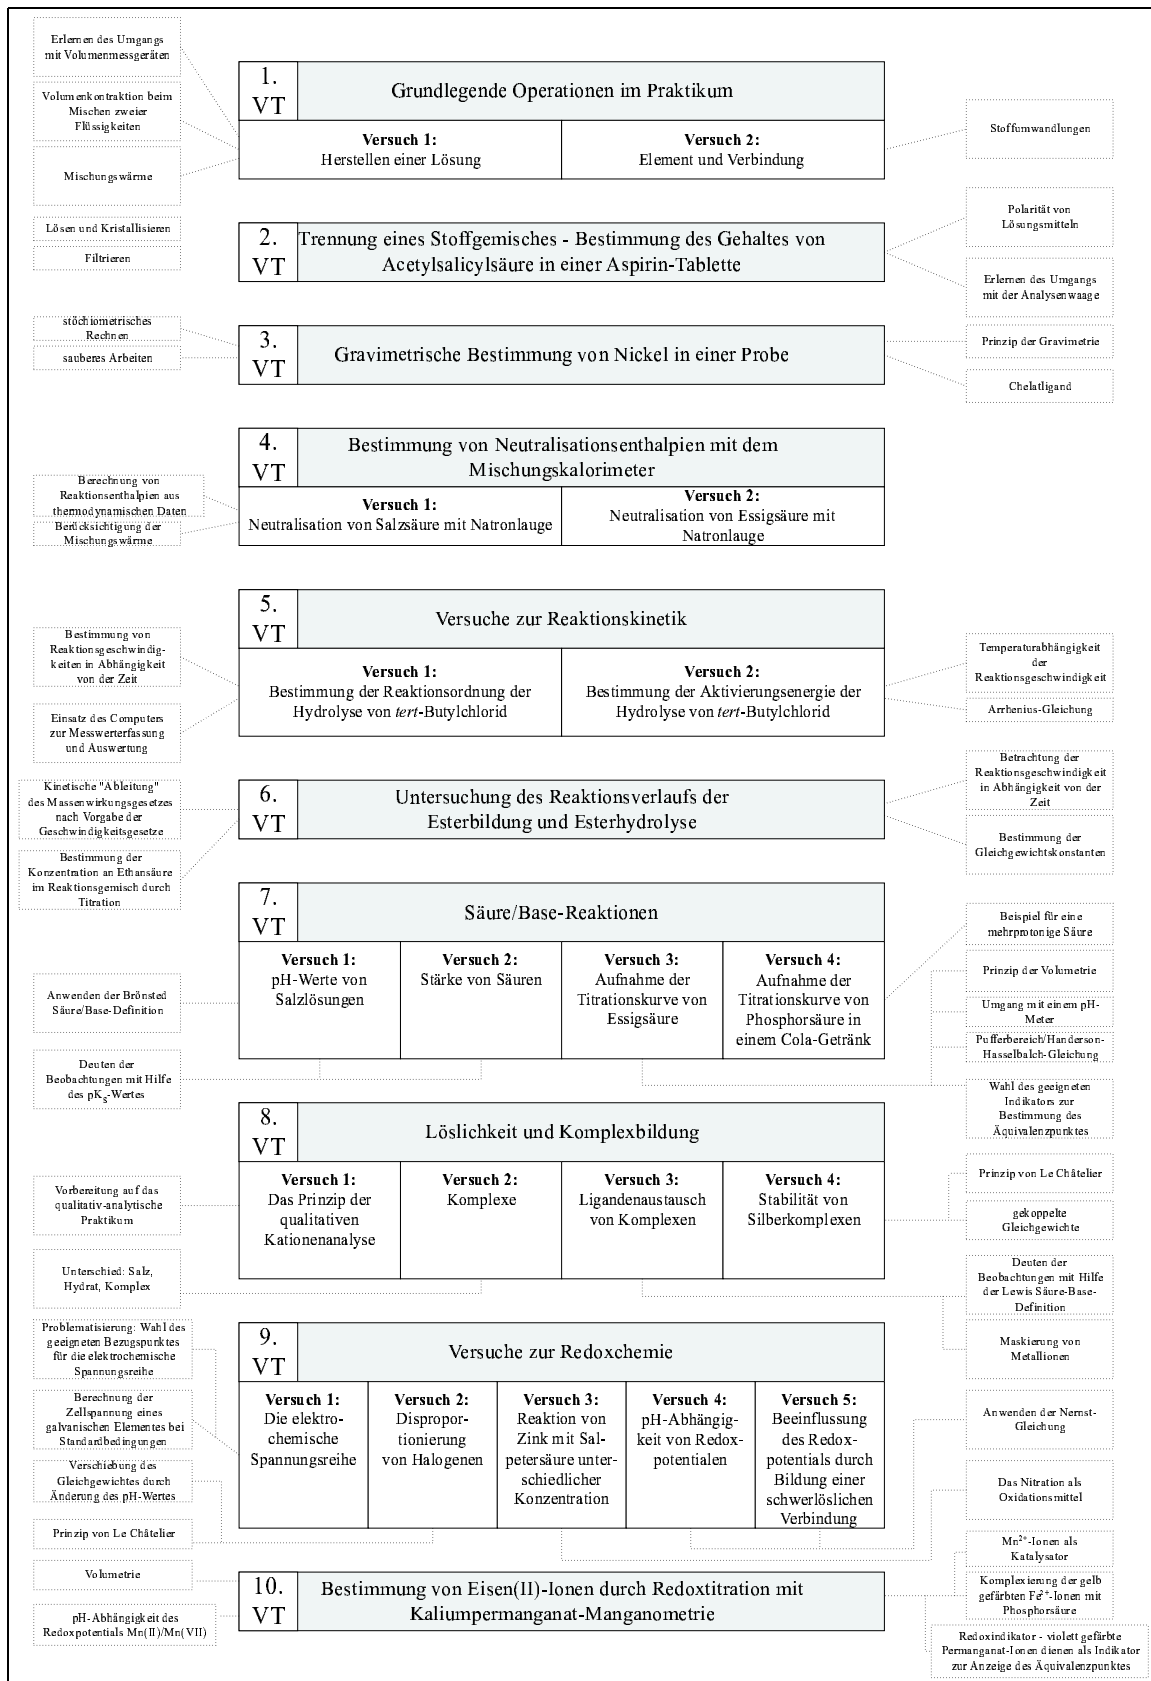 Erlernen des Umgangs
mit Volumenmessgeräten
Volumenkontraktion beim
Mischen zweier
Flüssigkeiten
Mischungswärme
1.
VT
Grundlegende Operationen im Praktikum
Versuch 1:
Herstellen einer Lösung
Versuch 2:
Element und Verbindung
Stoffumwandlungen
Lösen und Kristallisieren
Filtrieren
2.
VT
Trennung eines Stoffgemisches - Bestimmung des Gehaltes von
Acetylsalicylsäure in einer Aspirin-Tablette
Polarität von
Lösungsmitteln
Erlernen des Umgangs
mit der Analysenwaage
stöchiometrisches
Rechnen
sauberes Arbeiten
3.
VT
Gravimetrische Bestimmung von Nickel in einer Probe
Prinzip der Gravimetrie
Chelatligand
4.
VT
Bestimmung von Neutralisationsenthalpien mit dem
Mischungskalorimeter
Berechnung von
Reaktionsenthalpien aus
thermodynamischen Daten
Berücksichtigung der
Mischungswärme
Versuch 1:
Neutralisation von Salzsäure mit Natronlauge
Versuch 2:
Neutralisation von Essigsäure mit
Natronlauge
5.
VT
Versuche zur Reaktionskinetik
Bestimmung von
Reaktionsgeschwindig-
keiten in Abhängigkeit
von der Zeit
Einsatz des Computers
zur Messwerterfassung
und Auswertung
Versuch 1:
Bestimmung der Reaktionsordnung der
Hydrolyse von tert-Butylchlorid
Versuch 2:
Bestimmung der Aktivierungsenergie der
Hydrolyse von tert-Butylchlorid
Temperaturabhängigkeit
der
Reaktionsgeschwindigkeit
Arrhenius-Gleichung
Kinetische "Ableitung"
des Massenwirkungsgesetzes
nach Vorgabe der
Geschwindigkeitsgesetze
Bestimmung der
Konzentration an Ethansäure
im Reaktionsgemisch durch
Titration
6.
VT
Untersuchung des Reaktionsverlaufs der
Esterbildung und Esterhydrolyse
Betrachtung der
Reaktionsgeschwindigkeit
in Abhängigkeit von der
Zeit
Bestimmung der
Gleichgewichtskonstanten
7.
VT
Säure/Base-Reaktionen
Anwenden der Brönsted
Säure/Base-Definition
Deuten der
Beobachtungen mit Hilfe
des pKs-Wertes
Versuch 1:
pH-Werte von
Salzlösungen
Versuch 2:
Stärke von Säuren
Versuch 3:
Aufnahme der
Titrationskurve von
Essigsäure
Versuch 4:
Aufnahme der
Titrationskurve von
Phosphorsäure in
einem Cola-Getränk
Beispiel für eine
mehrprotonige Säure
Prinzip der Volumetrie
Umgang mit einem pH-
Meter
Pufferbereich/Handerson-
Hasselbalch-Gleichung
Wahl des geeigneten
Indikators zur
Bestimmung des
Äquivalenzpunktes
8.
VT
Löslichkeit und Komplexbildung
Vorbereitung auf das
qualitativ-analytische
Praktikum
Unterschied: Salz,
Hydrat, Komplex
Versuch 1:
Das Prinzip der
qualitativen
Kationenanalyse
Versuch 2:
Komplexe
Versuch 3:
Ligandenaustausch
von Komplexen
Versuch 4:
Stabilität von
Silberkomplexen
Prinzip von Le Châtelier
gekoppelte
Gleichgewichte
Deuten der
Beobachtungen mit Hilfe
der Lewis Säure-Base-
Definition
Maskierung von
Metallionen
9.
VT
Versuche zur Redoxchemie
Problematisierung: Wahl des
geeigneten Bezugspunktes
für die elektrochemische
Spannungsreihe
Berechnung der
Zellspannung eines
galvanischen Elementes bei
Standardbedingungen
Verschiebung des
Gleichgewichtes durch
Änderung des pH-Wertes
Prinzip von Le Châtelier
Versuch 1:
Die elektro-
chemische
Spannungsreihe
Versuch 2:
Dispropor-
tionierung
von Halogenen
Versuch 3:
Reaktion von
Zink mit Sal-
petersäure unter-
schiedlicher
Konzentration
Versuch 4:
pH-Abhängig-
keit von Redox-
potentialen
Versuch 5:
Beeinflussung
des Redox-
potentials durch
Bildung einer
schwerlöslichen
Verbindung
Anwenden der Nernst-
Gleichung
Das Nitration als
Oxidationsmittel
Volumetrie
pH-Abhängigkeit des
Redoxpotentials Mn(II)/Mn(VII)
10.
VT
Bestimmung von Eisen(II)-Ionen durch Redoxtitration mit
Kaliumpermanganat-Manganometrie
Mn²⁺-Ionen als
Katalysator
Komplexierung der gelb
gefärbten Fe²⁺-Ionen mit
Phosphorsäure
Redoxindikator - violett gefärbte
Permanganat-Ionen dienen als Indikator
zur Anzeige des Äquivalenzpunktes